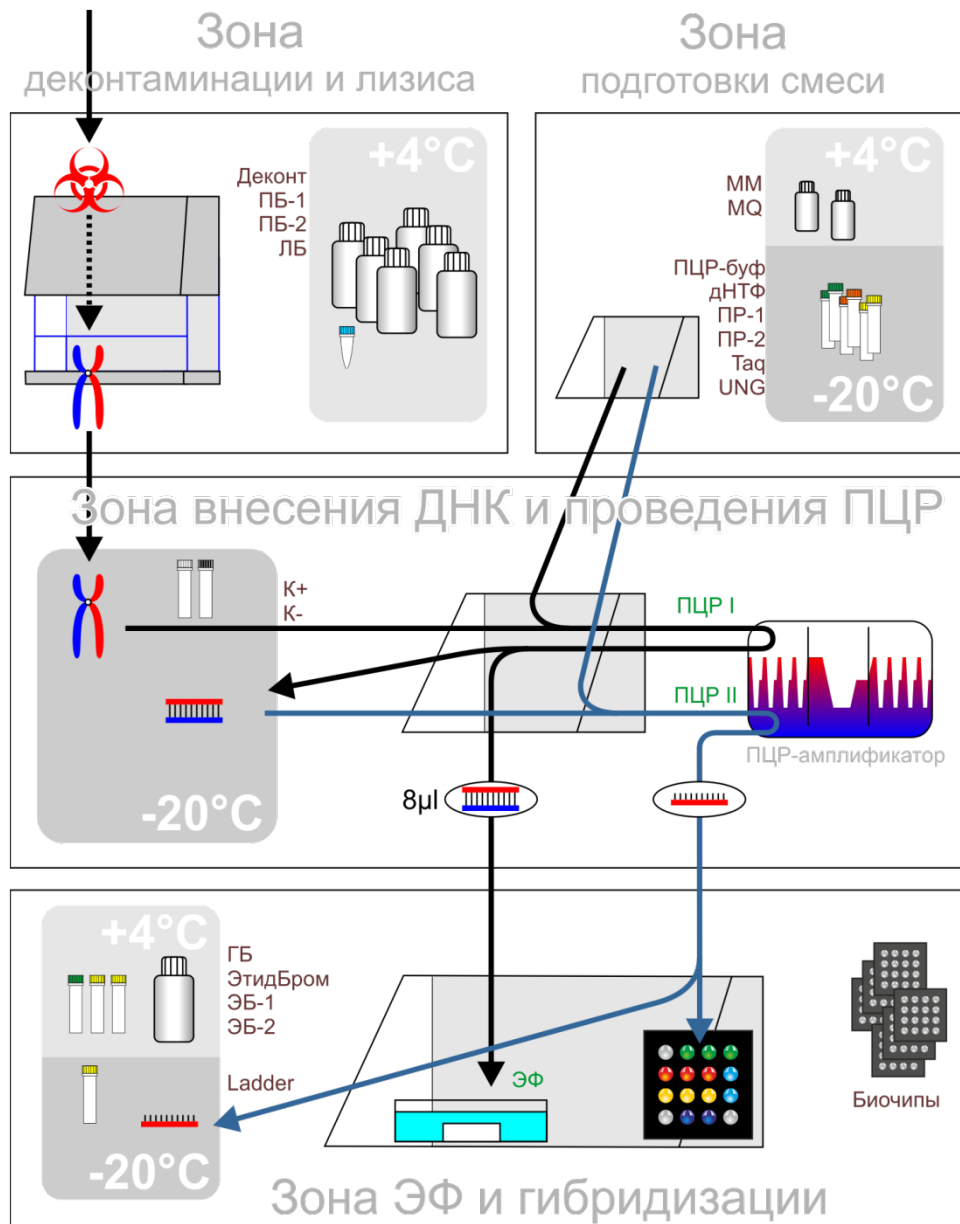 Зона
деконтаминации и лизиса
Зона
подготовки смеси
+4°C
Деконт
ПБ-1
ПБ-2
ЛБ
+4°C
ММ
MQ
ПЦР-буф
дНТФ
ПР-1
ПР-2
Taq
UNG
-20°C
Зона внесения ДНК и проведения ПЦР
К+
К-
ПЦР I
ПЦР II
ПЦР-амплификатор
-20°C
8µl
+4°C
ГБ
ЭтидБром
ЭБ-1
ЭБ-2
Ladder
-20°C
ЭФ
Биочипы
Зона ЭФ и гибридизации